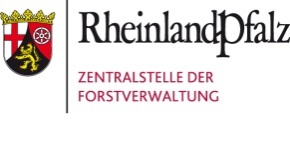 RheinlandPfalz
ZENTRALSTELLE DER
FORSTVERWALTUNG